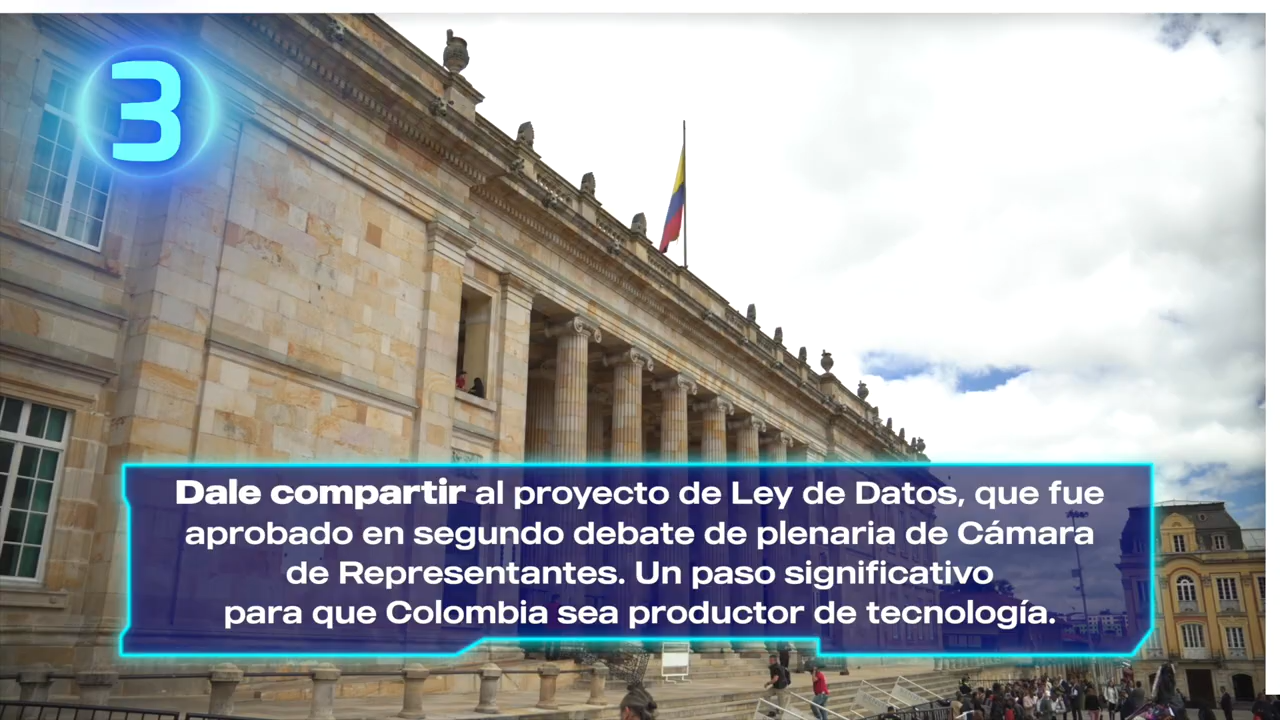 3
Dale compartir al proyecto de Ley de Datos, que fue
aprobado en segundo debate de plenaria de Cámara
de Representantes. Un paso significativo
para que Colombia sea productor de tecnología.